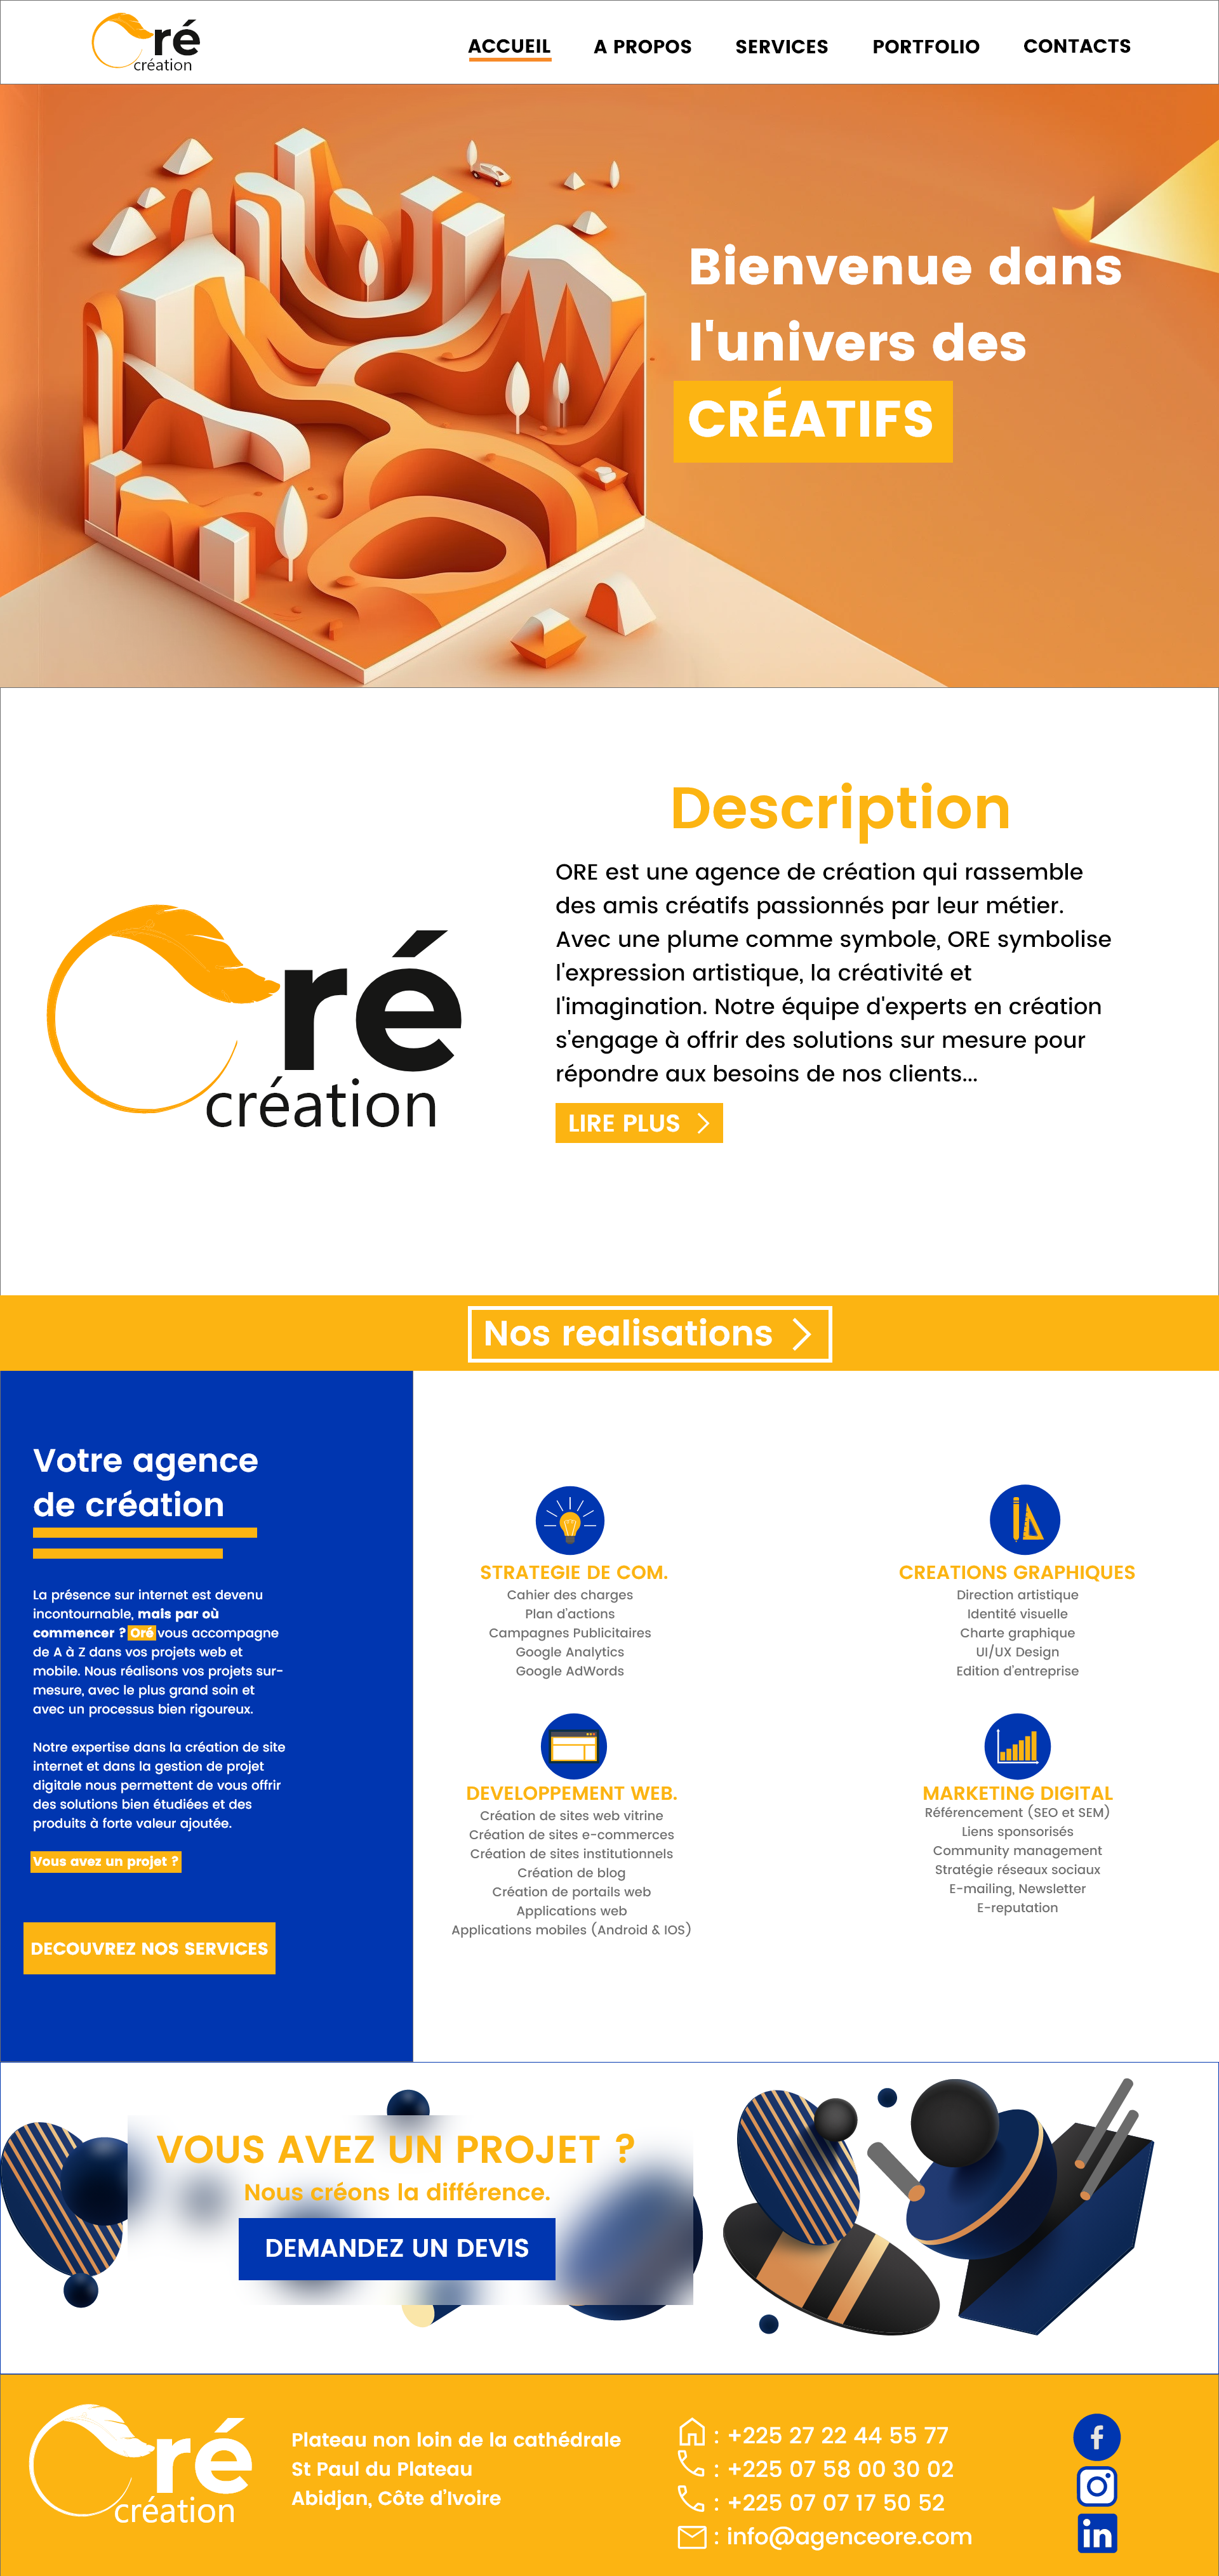 ré
création
ACCUEIL
A PROPOS
SERVICES
PORTFOLIO
CONTACTS
Bienvenue dans
l'univers des
CRÉATIFS
ré
création
Description
ORE est une agence de création qui rassemble
des amis créatifs passionnés par leur métier.
Avec une plume comme symbole, ORE symbolise
l'expression artistique, la créativité et
l'imagination. Notre équipe d'experts en création
s'engage à offrir des solutions sur mesure pour
répondre aux besoins de nos clients...
LIRE PLUS
Nos realisations
Votre agence
de création
La présence sur internet est devenu
incontournable, mais par où
commencer ? Oré vous accompagne
de A à Z dans vos projets web et
mobile. Nous réalisons vos projets sur-
mesure, avec le plus grand soin et
avec un processus bien rigoureux.
Notre expertise dans la création de site
internet et dans la gestion de projet
digitale nous permettent de vous offrir
des solutions bien étudiées et des
produits à forte valeur ajoutée.
Vous avez un projet ?
DECOUVREZ NOS SERVICES
STRATEGIE DE COM.
Cahier des charges
Plan d'actions
Campagnes Publicitaires
Google Analytics
Google AdWords
CREATIONS GRAPHIQUES
Direction artistique
Identité visuelle
Charte graphique
UI/UX Design
Edition d'entreprise
DEVELOPPEMENT WEB.
Création de sites web vitrine
Création de sites e-commerces
Création de sites institutionnels
Création de blog
Création de portails web
Applications web
Applications mobiles (Android & IOS)
MARKETING DIGITAL
Référencement (SEO et SEM)
Liens sponsorisés
Community management
Stratégie réseaux sociaux
E-mailing, Newsletter
E-reputation
VOUS AVEZ UN PROJET ?
Nous créons la différence.
DEMANDEZ UN DEVIS
ré
création
Plateau non loin de la cathédrale
St Paul du Plateau
Abidjan, Côte d'Ivoire
: +225 27 22 44 55 77
: +225 07 58 00 30 02
: +225 07 07 17 50 52
: info@agenceore.com
f
in